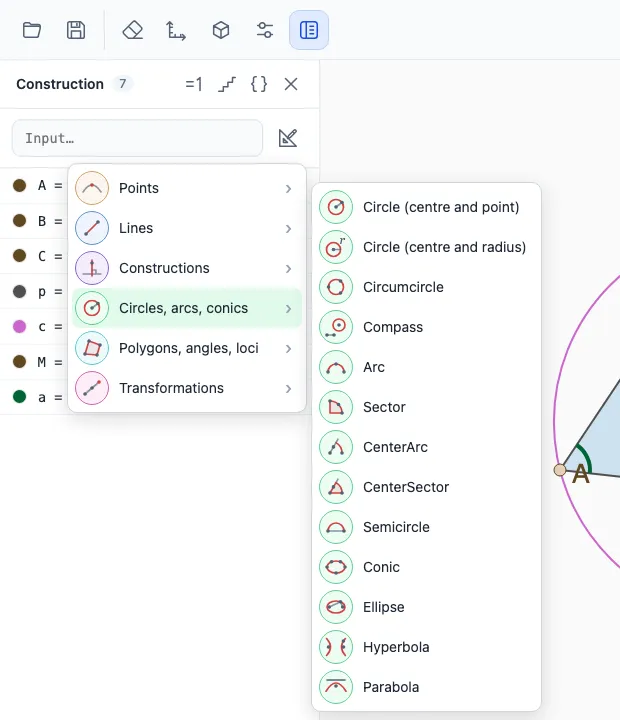 Construction 7
=1 {}
Input…
A =
B =
C =
p =
c =
M =
a =
Points
Lines
Constructions
Circles, arcs, conics
Polygons, angles, loci
Transformations
Circle (centre and point)
r
Circle (centre and radius)
Circumcircle
Compass
Arc
Sector
CenterArc
CenterSector
Semicircle
Conic
Ellipse
Hyperbola
Parabola
A